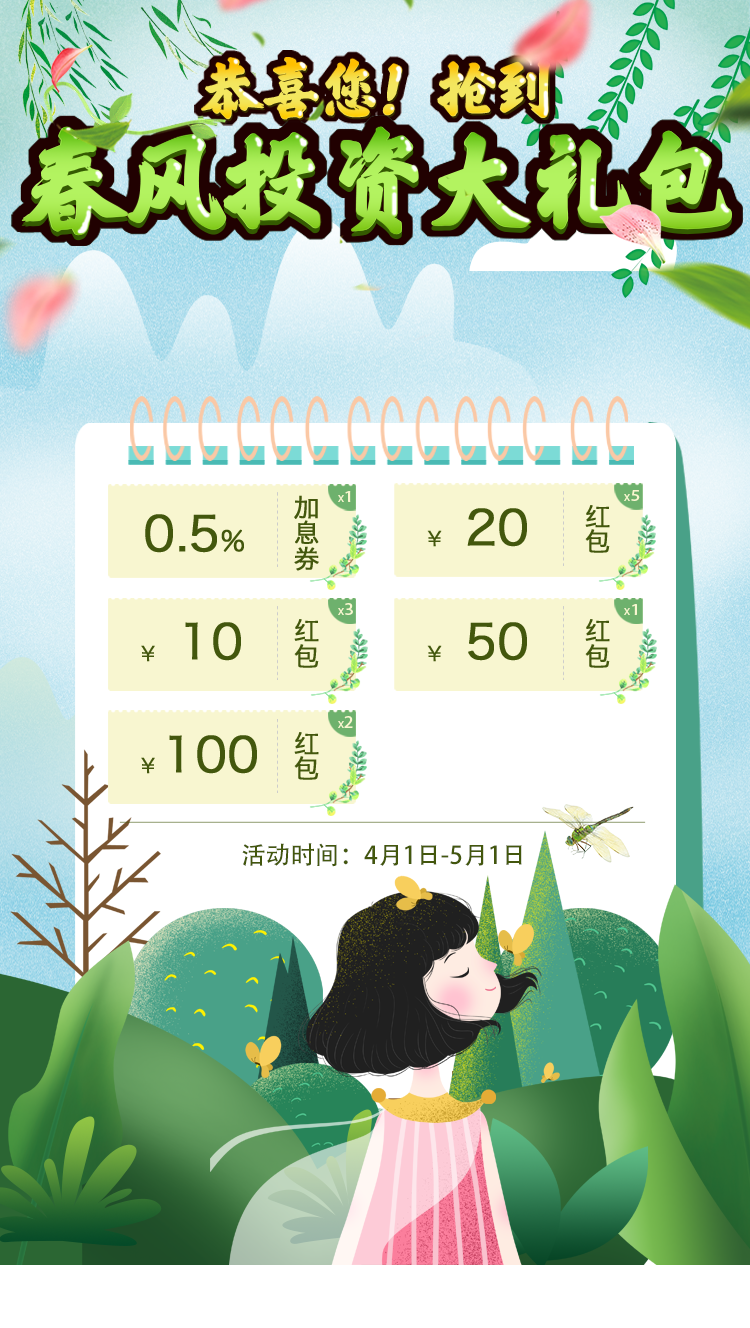 恭喜您！抢到
春风投资大礼包
0.5% 加息券 x1
¥ 20 红包 x5
¥ 10 红包 x3
¥ 50 红包 x1
¥ 100 红包 x2
活动时间：4月1日-5月1日